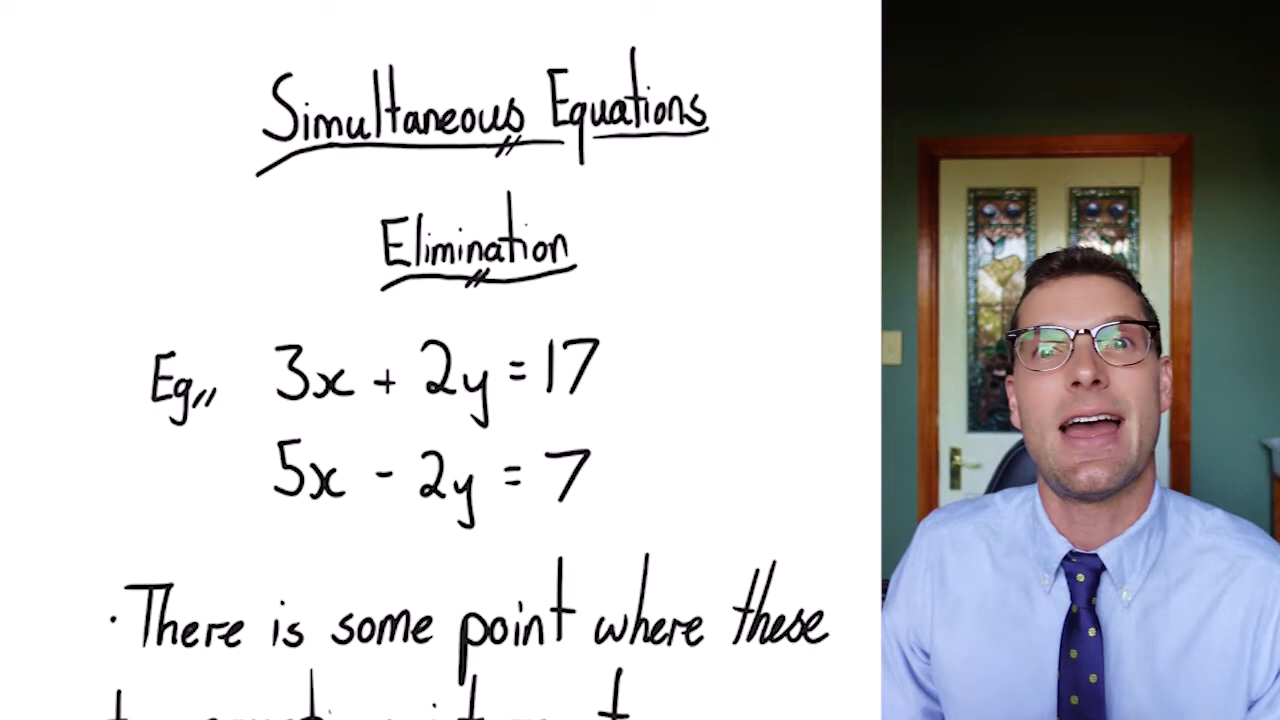 Simultaneous Equations
Elimination
Eg,, 3x + 2y = 17
5x - 2y = 7
· There is some point where these